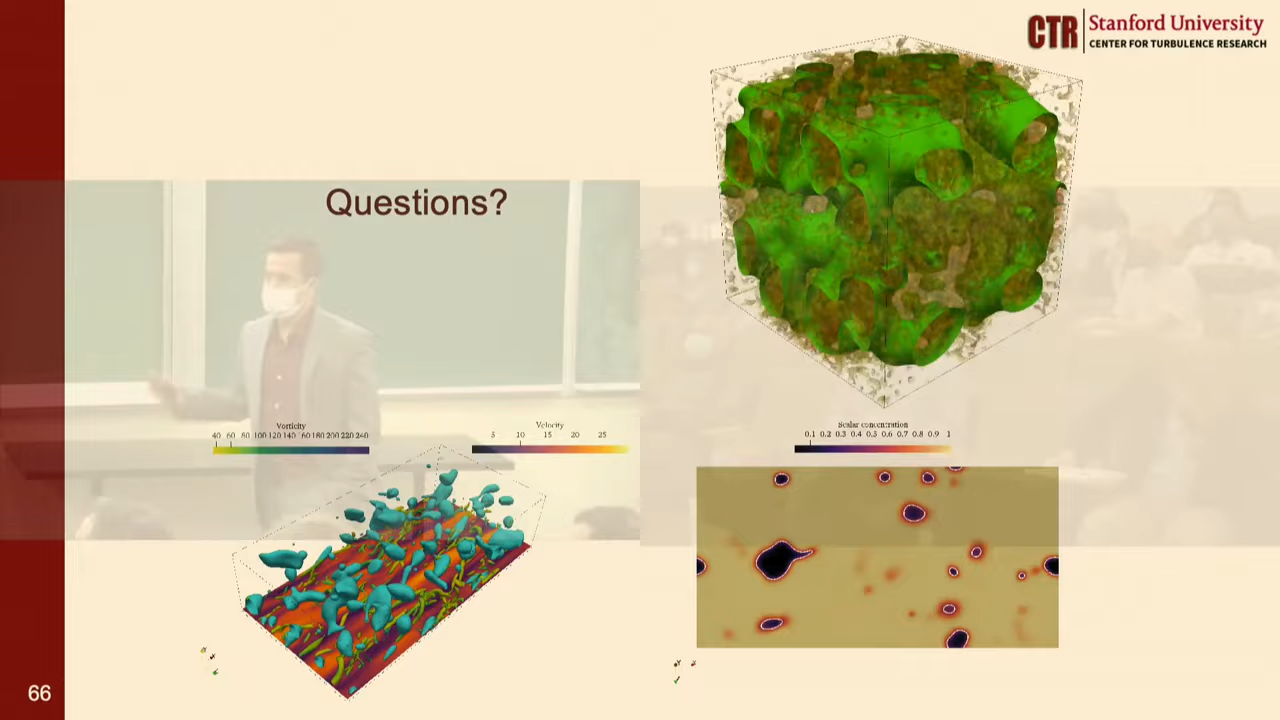 CTR
Stanford University
CENTER FOR TURBULENCE RESEARCH
Questions?
Vorticity
40 60 80 100 120 140 160 180 200 220 240
Velocity
5 10 15 20 25
Scalar concentration
0.1 0.2 0.3 0.4 0.5 0.6 0.7 0.8 0.9 1
66